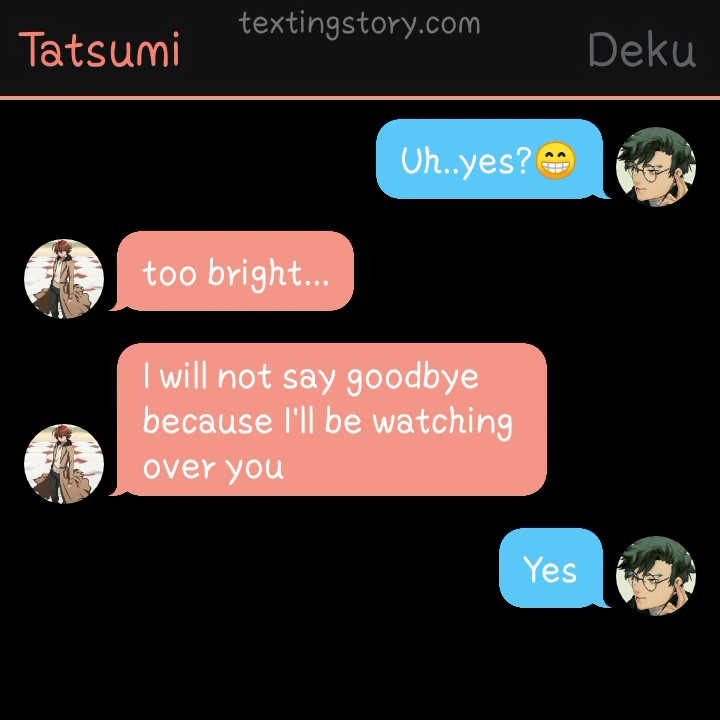 textingstory.com
Tatsumi
Deku
Uh..yes?😁
too bright...
I will not say goodbye
because I'll be watching
over you
Yes